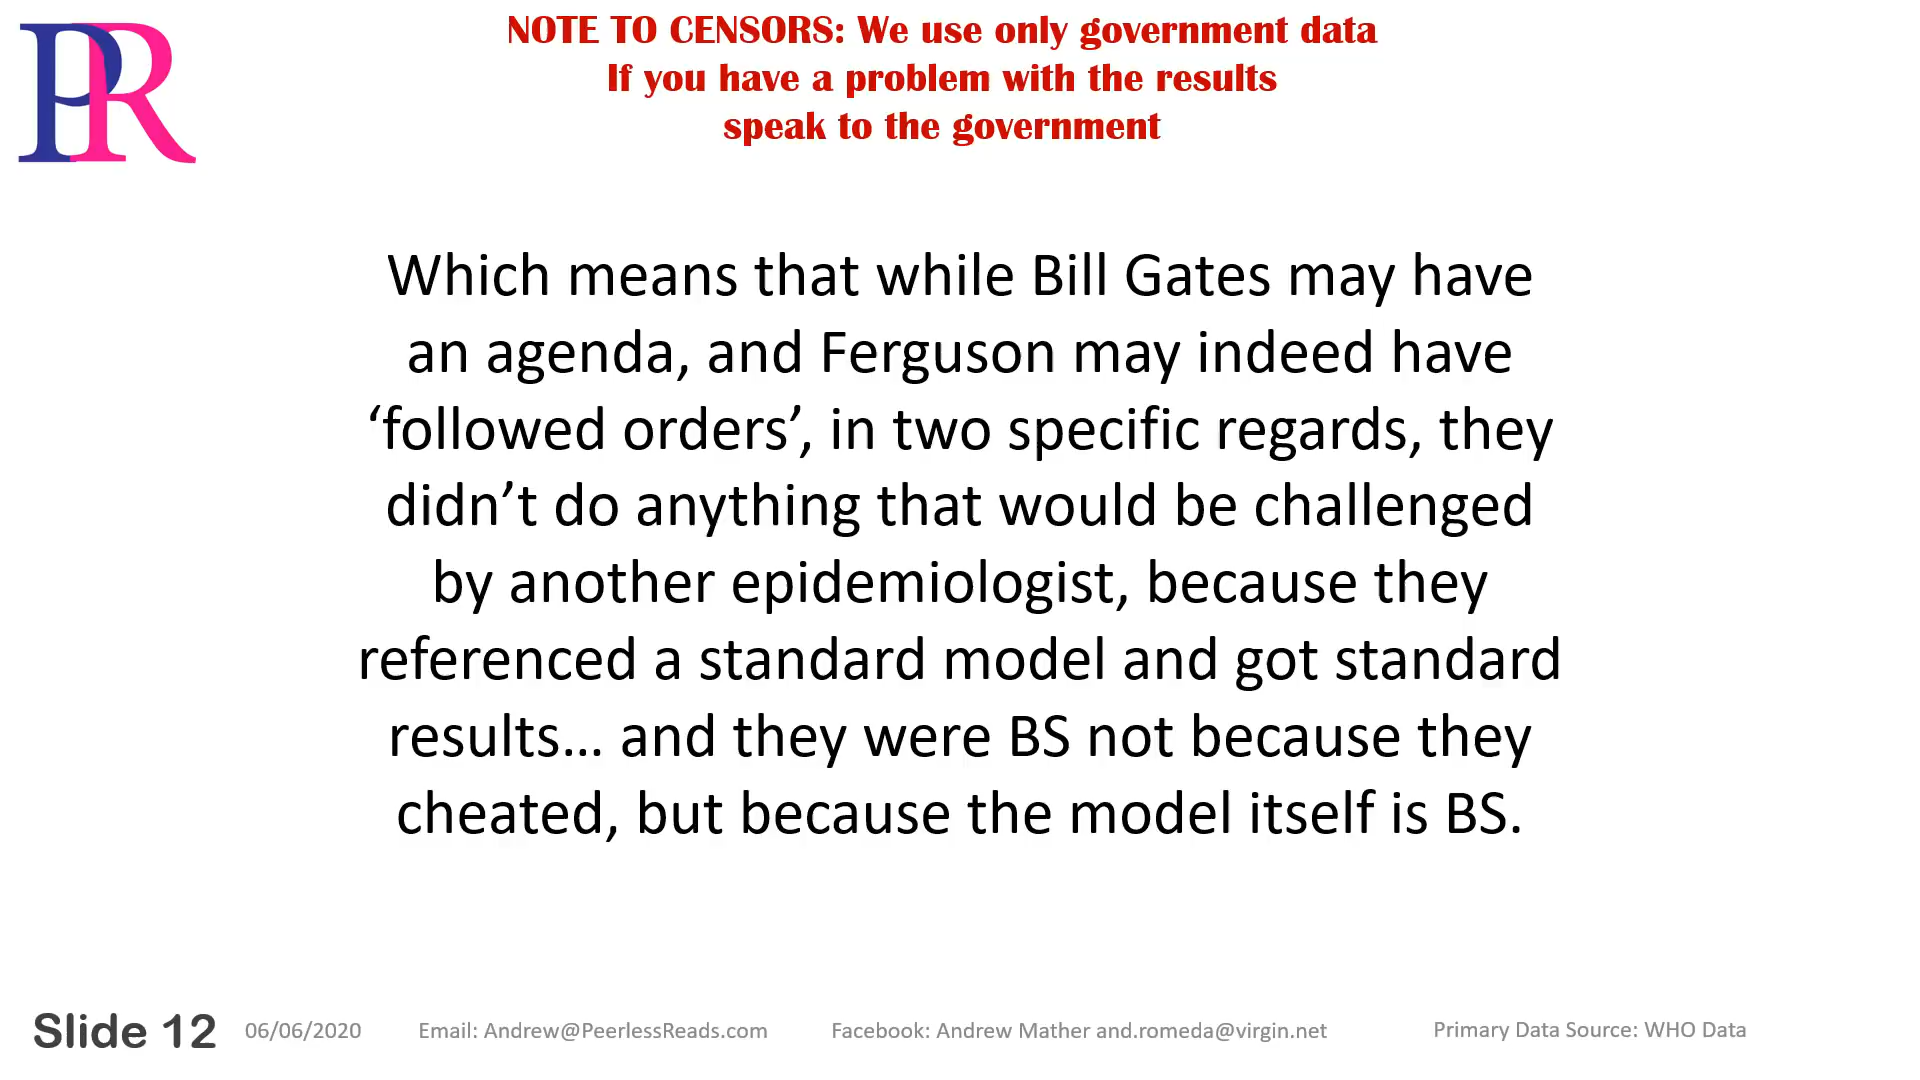 PR
NOTE TO CENSORS: We use only government data
If you have a problem with the results
speak to the government
Which means that while Bill Gates may have
an agenda, and Ferguson may indeed have
‘followed orders’, in two specific regards, they
didn’t do anything that would be challenged
by another epidemiologist, because they
referenced a standard model and got standard
results… and they were BS not because they
cheated, but because the model itself is BS.
Slide 12 06/06/2020 Email: Andrew@PeerlessReads.com Facebook: Andrew Mather and.romeda@virgin.net Primary Data Source: WHO Data